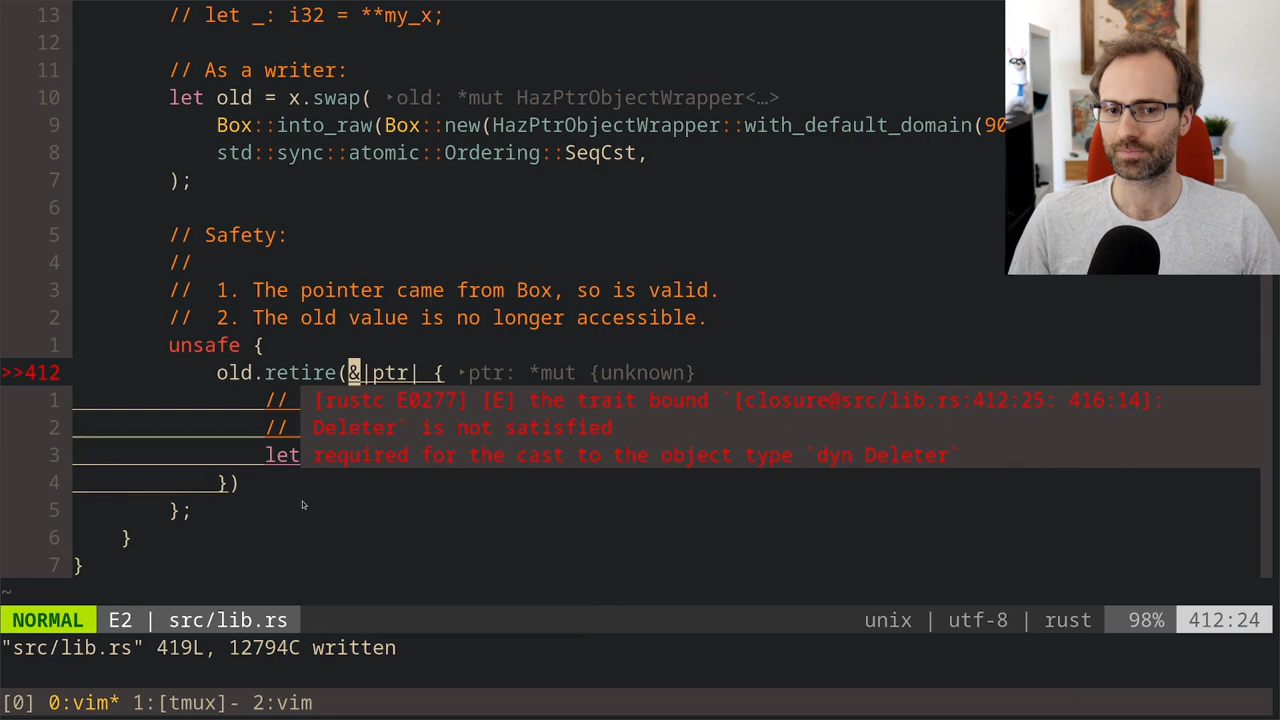 13 // let _: i32 = **my_x;
12
11 // As a writer:
10 let old = x.swap( ‣old: *mut HazPtrObjectWrapper<…>
9 Box::into_raw(Box::new(HazPtrObjectWrapper::with_default_domain(90
8 std::sync::atomic::Ordering::SeqCst,
7 );
6
5 // Safety:
4 //
3 // 1. The pointer came from Box, so is valid.
2 // 2. The old value is no longer accessible.
1 unsafe {
>>412 old.retire(&|ptr| { ‣ptr: *mut {unknown}
1 // [rustc E0277] [E] the trait bound `[closure@src/lib.rs:412:25: 416:14]:
2 // Deleter` is not satisfied
3 let required for the cast to the object type `dyn Deleter`
4 })
5 };
6 }
7 }
~
NORMAL E2 | src/lib.rs unix | utf-8 | rust 98% 412:24
"src/lib.rs" 419L, 12794C written
[0] 0:vim* 1:[tmux]- 2:vim